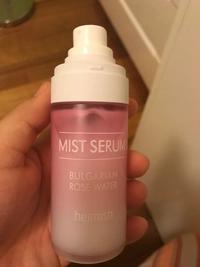 MIST SERUM
BULGARIAN
ROSE WATER
heimish